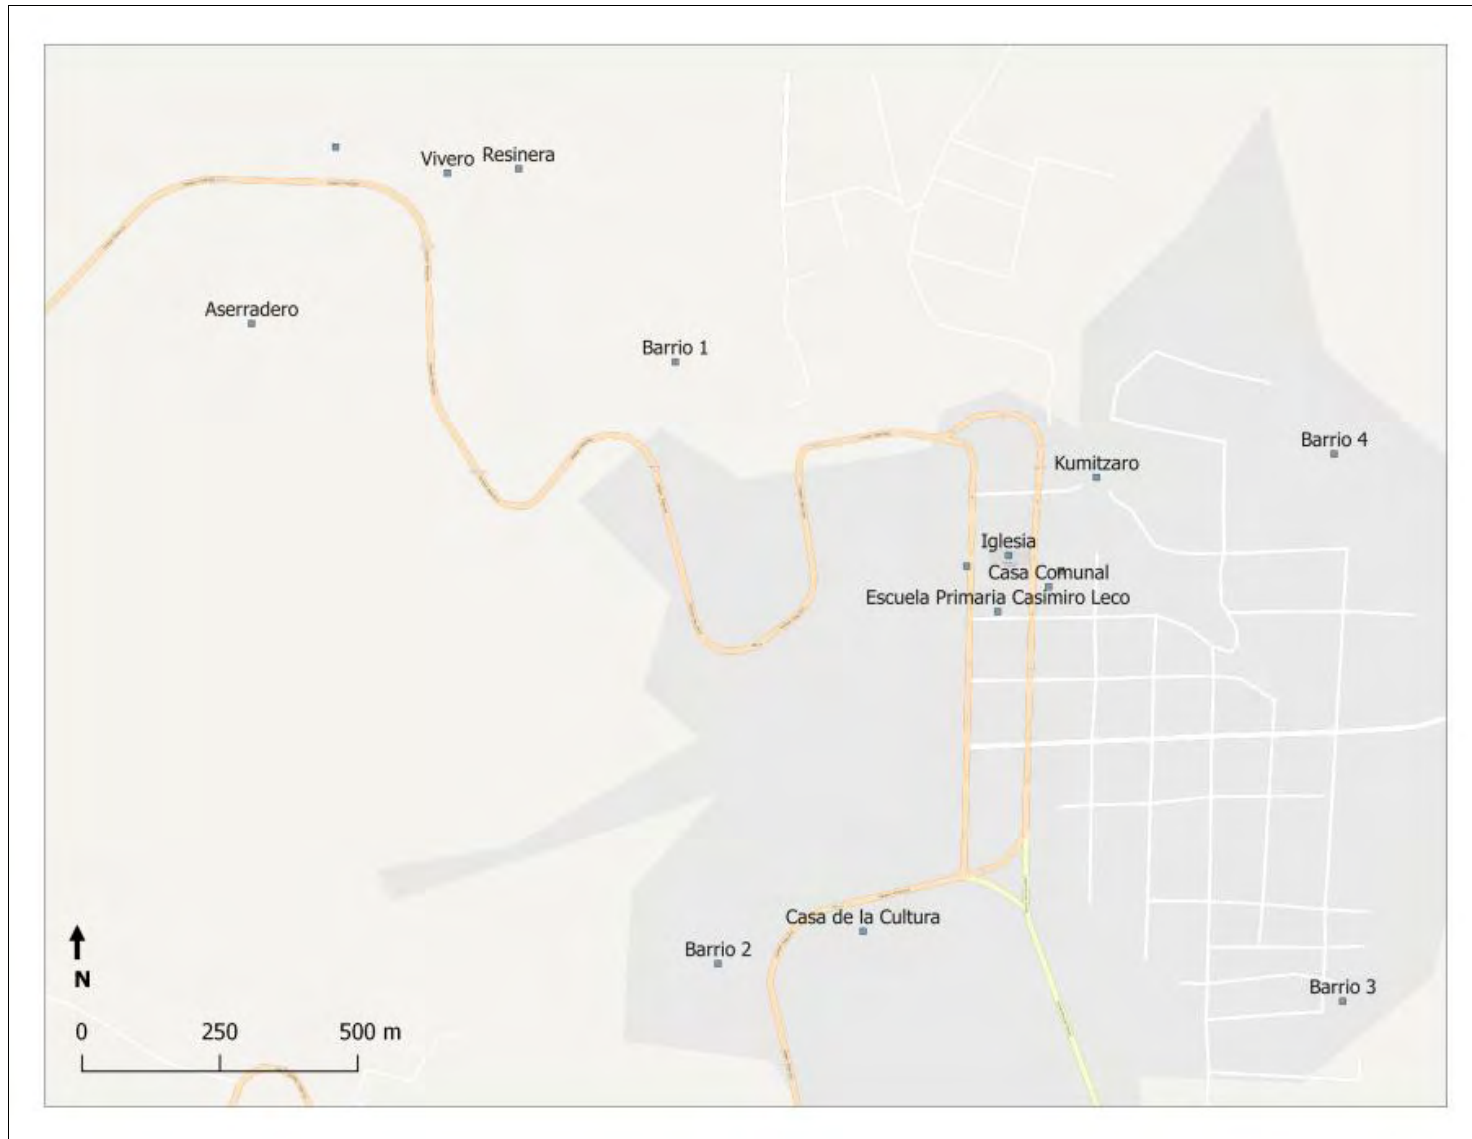 Vivero
Resinera
Aserradero
Barrio 1
Barrio 4
Kumitzaro
Iglesia
Casa Comunal
Escuela Primaria Casimiro Leco
Casa de la Cultura
Barrio 2
Barrio 3
N
0 250 500 m